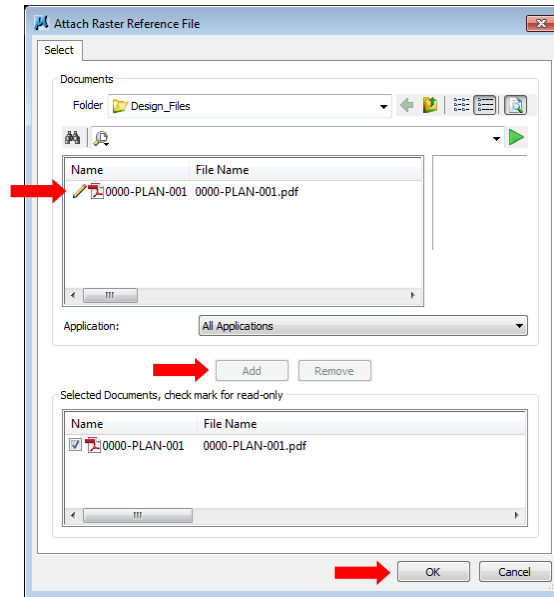 Attach Raster Reference File
Select
Documents
Folder Design_Files
Name File Name
0000-PLAN-001 0000-PLAN-001.pdf
Application: All Applications
Add Remove
Selected Documents, check mark for read-only
Name File Name
0000-PLAN-001 0000-PLAN-001.pdf
OK Cancel